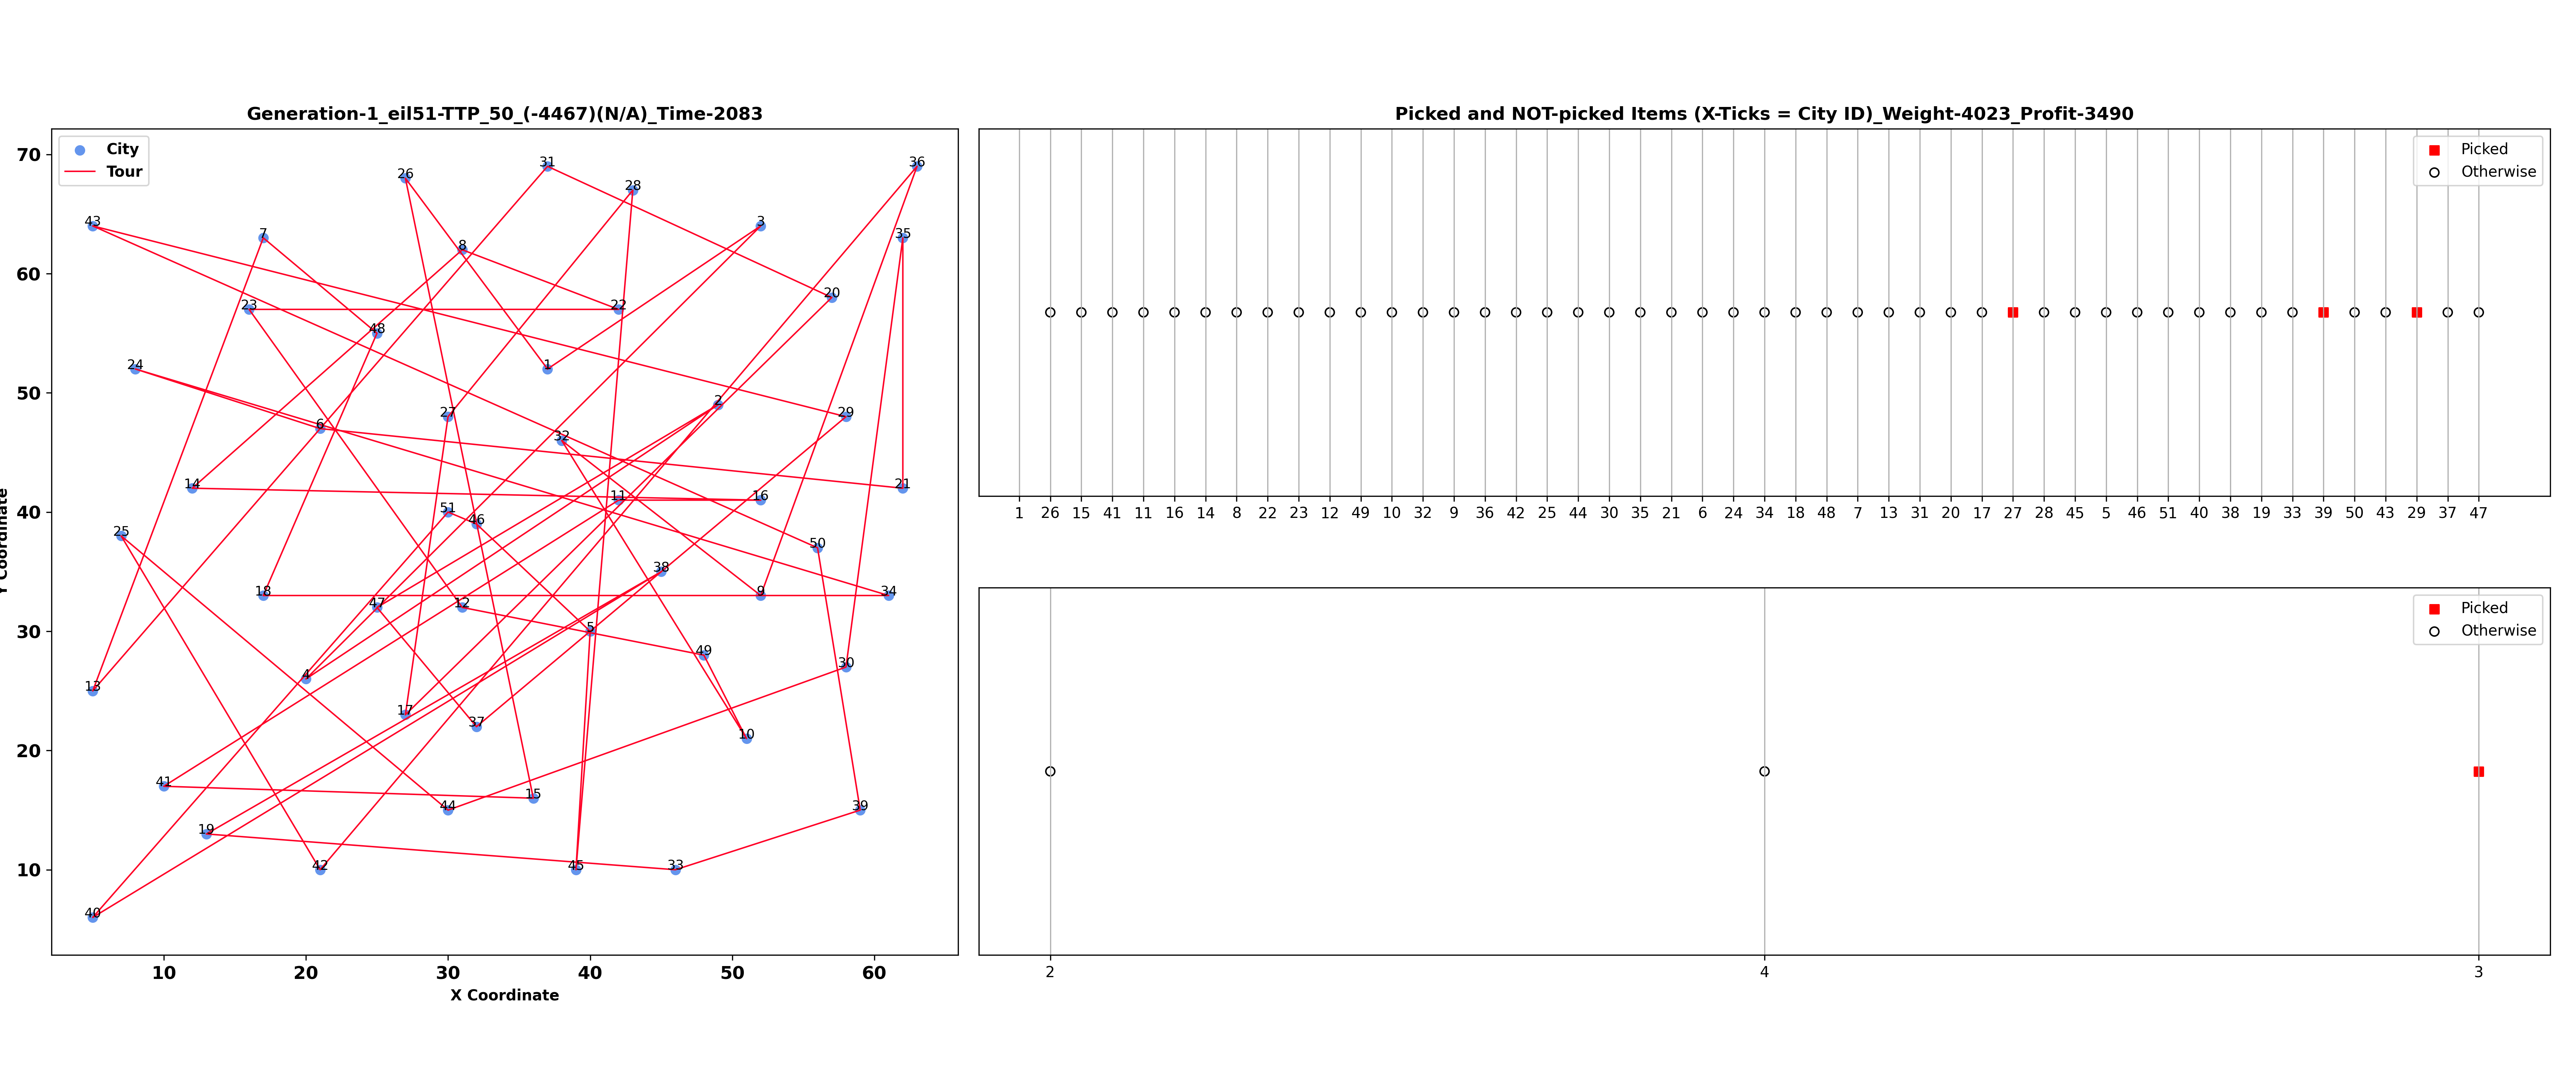 Generation-1_eil51-TTP_50_(-4467)(N/A)_Time-2083
City
Tour
70
60
50
40
30
20
10
10 20 30 40 50 60
X Coordinate
Y Coordinate
26 31 28 36
43 7 8 3 35
23 22 20
48
24 1
27 2 29
6 32
14 11 16 21
51 46
25 50
38
18 47 12 9 34
5
49 30
13 4
17 37 10
41 15
44 39
19
42 45 33
40
Picked and NOT-picked Items (X-Ticks = City ID)_Weight-4023_Profit-3490
Picked
Otherwise
1 26 15 41 11 16 14 8 22 23 12 49 10 32 9 36 42 25 44 30 35 21 6 24 34 18 48 7 13 31 20 17 27 28 45 5 46 51 40 38 19 33 39 50 43 29 37 47
Picked
Otherwise
2 4 3